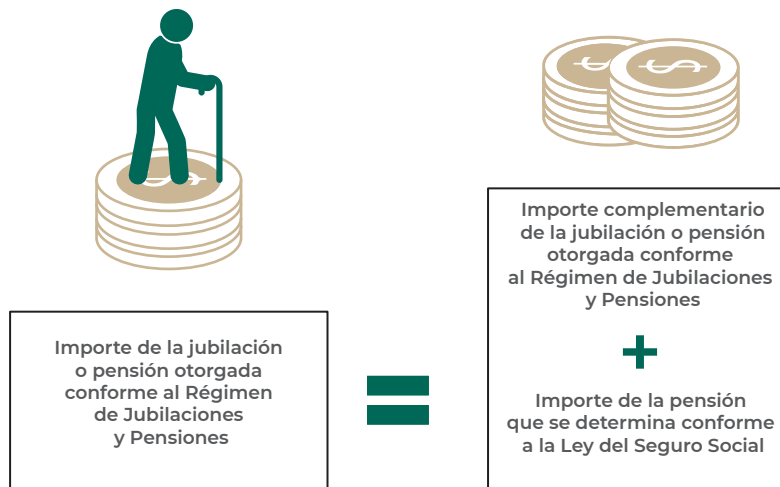 Importe de la jubilación
o pensión otorgada
conforme al Régimen
de Jubilaciones
y Pensiones
=
Importe complementario
de la jubilación o pensión
otorgada conforme
al Régimen de Jubilaciones
y Pensiones
+
Importe de la pensión
que se determina conforme
a la Ley del Seguro Social